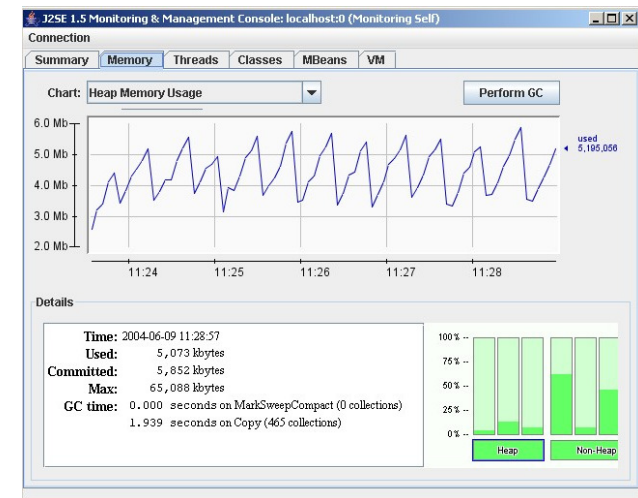 J2SE 1.5 Monitoring & Management Console: localhost:0 (Monitoring Self)
Connection
Summary Memory Threads Classes MBeans VM
Chart: Heap Memory Usage Perform GC
6.0 Mb
5.0 Mb
4.0 Mb
3.0 Mb
2.0 Mb
used
5,195,056
11:24 11:25 11:26 11:27 11:28
Details
Time: 2004-06-09 11:28:57
Used: 5,073 kbytes
Committed: 5,852 kbytes
Max: 65,088 kbytes
GC time: 0.000 seconds on MarkSweepCompact (0 collections)
1.939 seconds on Copy (465 collections)
100% --
75% --
50% --
25% --
0% --
Heap Non-Heap